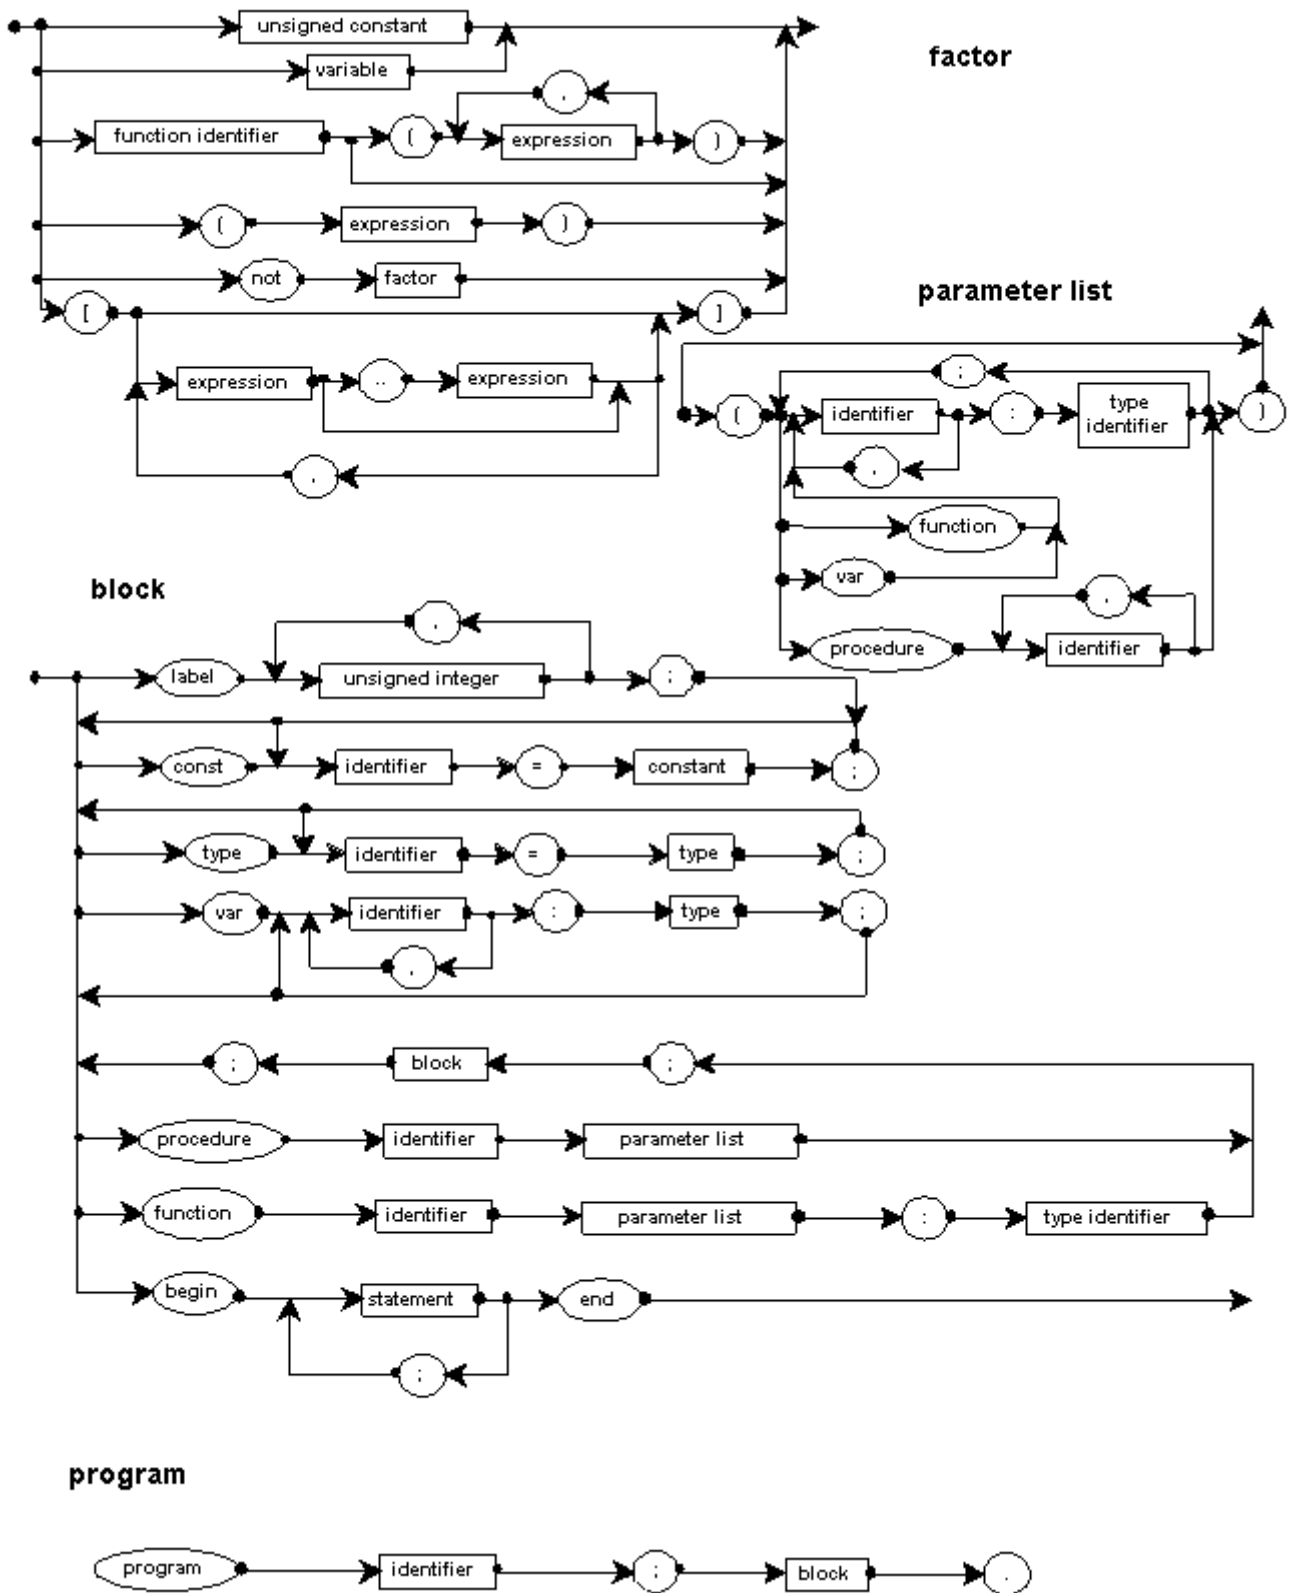 factor
unsigned constant
variable
,
function identifier ( expression )
( expression )
not factor
[ ]
expression .. expression
,
parameter list
;
( identifier : type identifier )
,
function
var
,
procedure identifier
block
,
label unsigned integer ;
const identifier = constant ;
type identifier = type ;
var identifier : type ;
,
; block ;
procedure identifier parameter list
function identifier parameter list : type identifier
begin statement end
;
program
program identifier ; block .